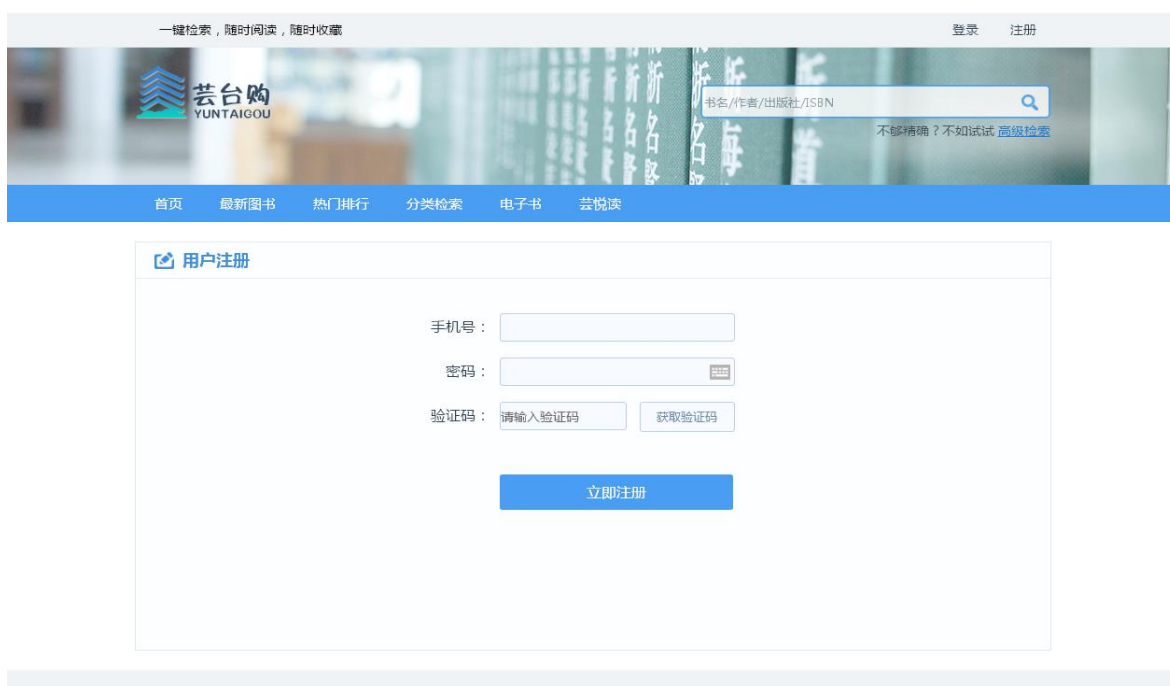 一键检索，随时阅读，随时收藏
登录 注册
芸台购
YUNTAIGOU
书名/作者/出版社/ISBN
不够精确？不如试试 高级检索
首页 最新图书 热门排行 分类检索 电子书 芸悦读
用户注册
手机号：
密码：
验证码： 请输入验证码 获取验证码
立即注册